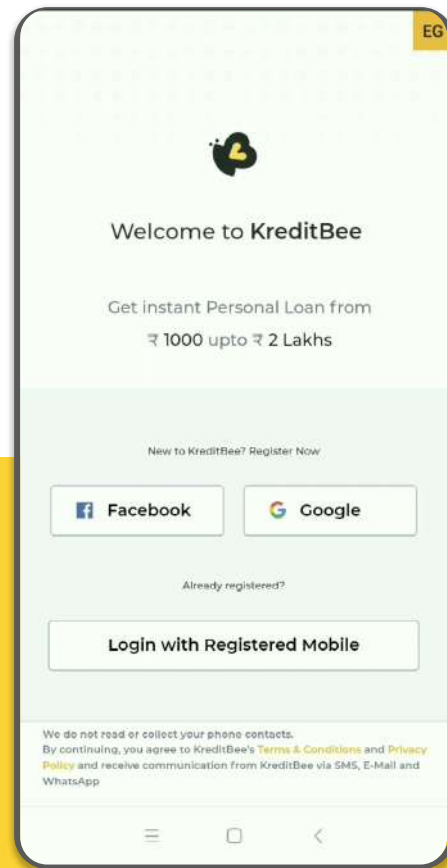 EG
Welcome to KreditBee
Get instant Personal Loan from
₹ 1000 upto ₹ 2 Lakhs
New to KreditBee? Register Now
Facebook
Google
Already registered?
Login with Registered Mobile
We do not read or collect your phone contacts.
By continuing, you agree to KreditBee's Terms & Conditions and Privacy
Policy and receive communication from KreditBee via SMS, E-Mail and
WhatsApp